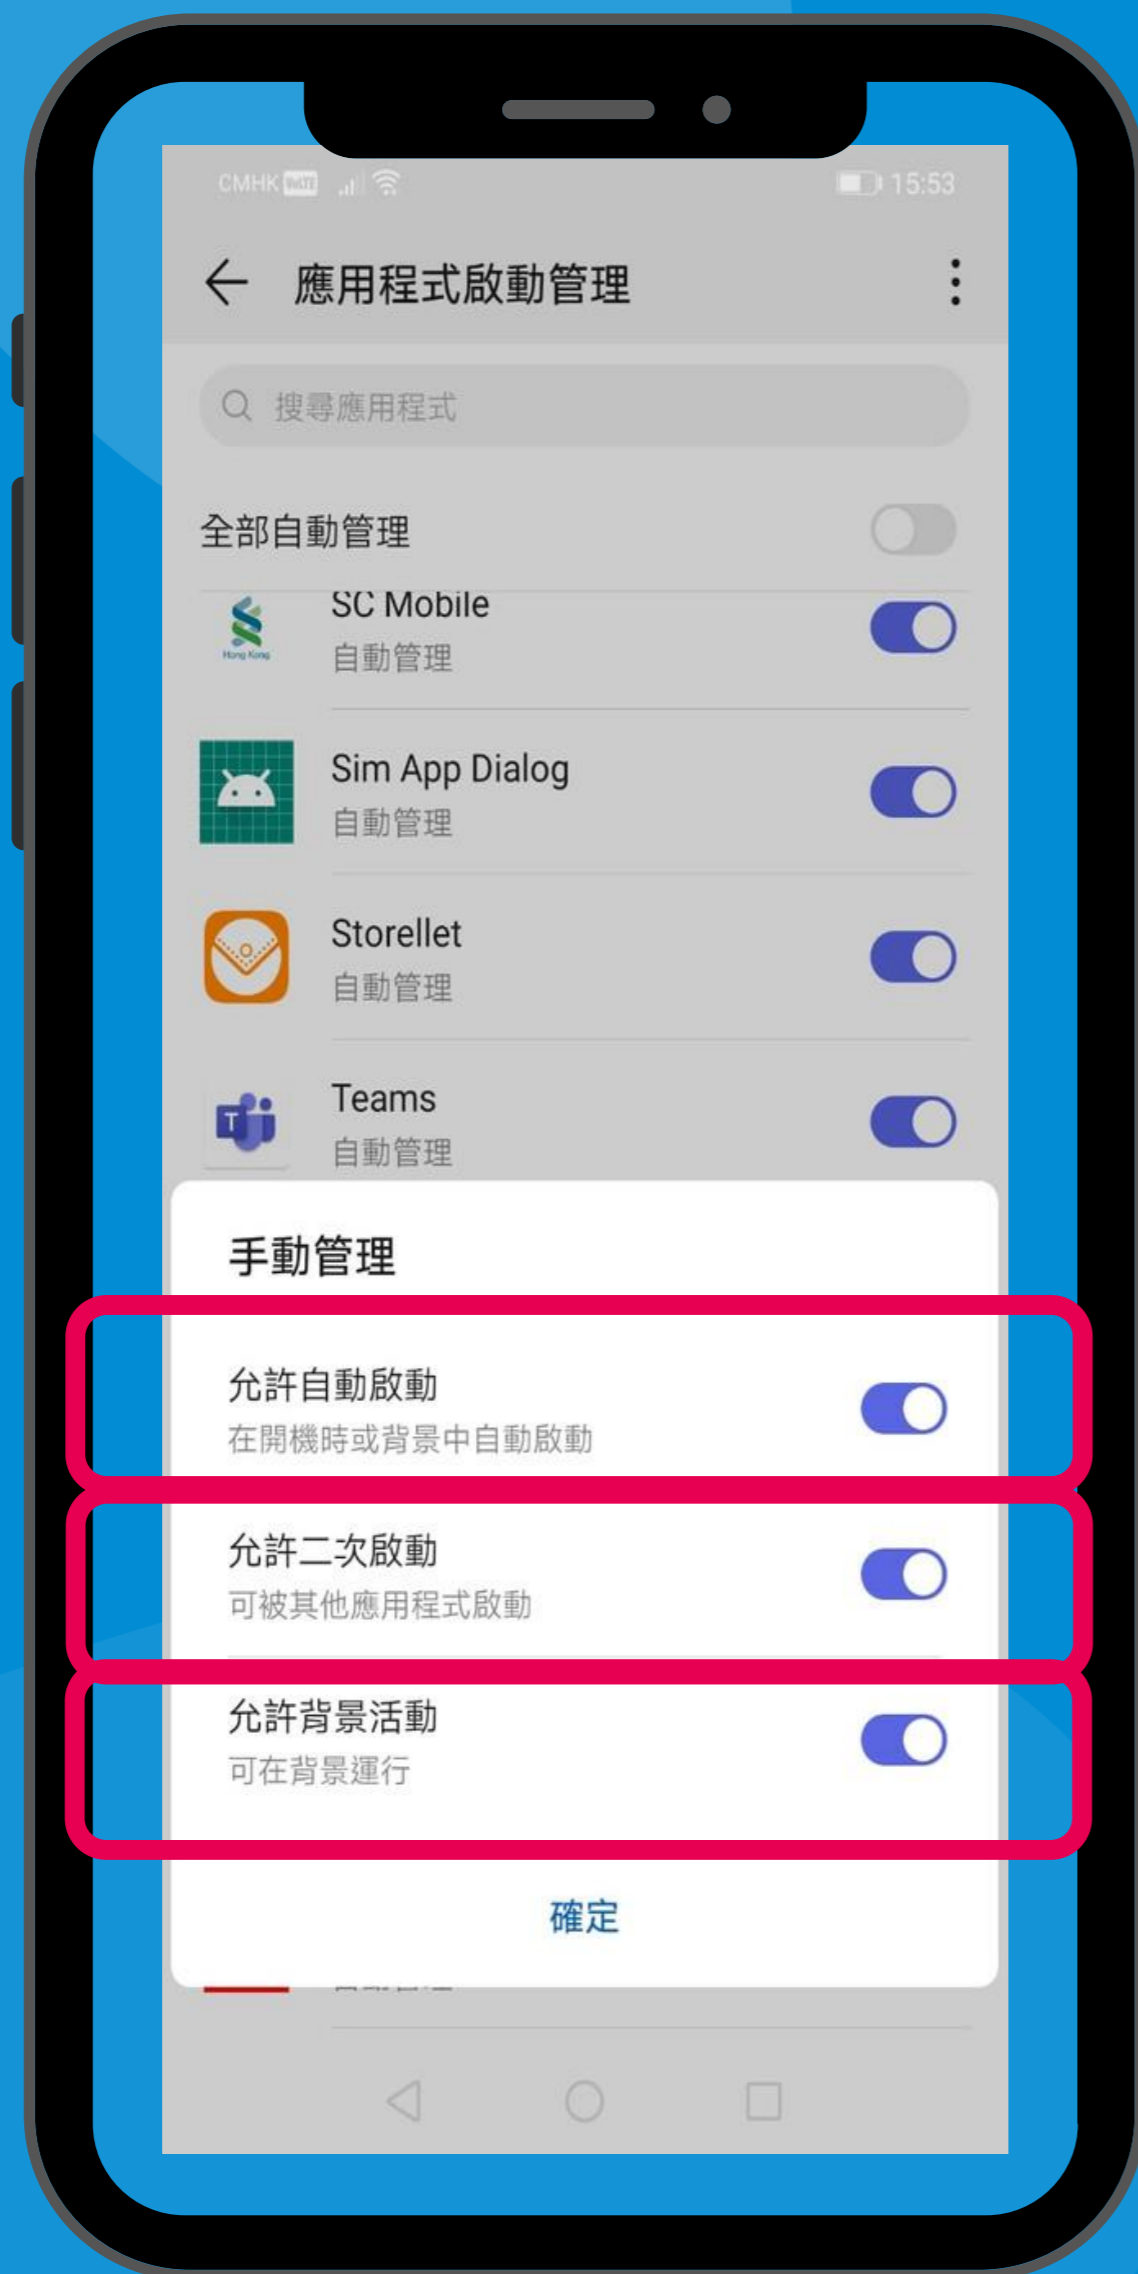 CMHK VoLTE 15:53
應用程式啟動管理
搜尋應用程式
全部自動管理
SC Mobile
Hong Kong
自動管理
Sim App Dialog
自動管理
Storellet
自動管理
Teams
T
自動管理
手動管理
允許自動啟動
在開機時或背景中自動啟動
允許二次啟動
可被其他應用程式啟動
允許背景活動
可在背景運行
確定